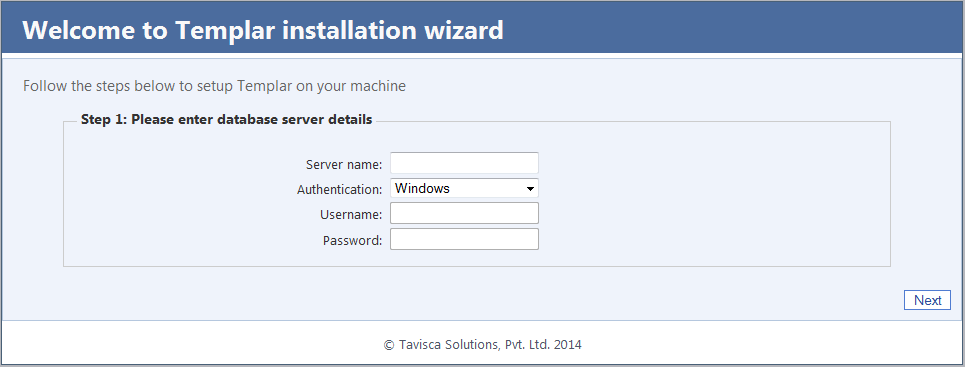 Welcome to Templar installation wizard
Follow the steps below to setup Templar on your machine
Step 1: Please enter database server details
Server name:
Authentication: Windows
Username:
Password:
Next
© Tavisca Solutions, Pvt. Ltd. 2014